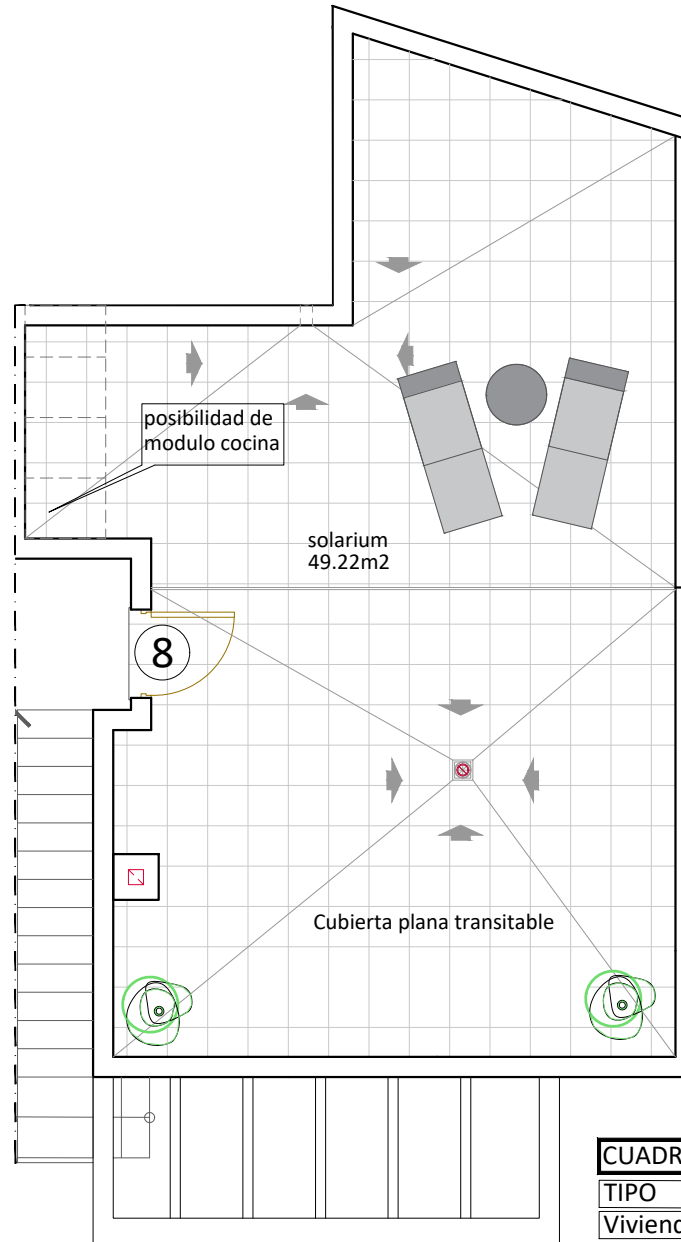 posibilidad de
modulo cocina
solarium
49.22m2
8
Cubierta plana transitable
CUADR
TIPO
Viviend